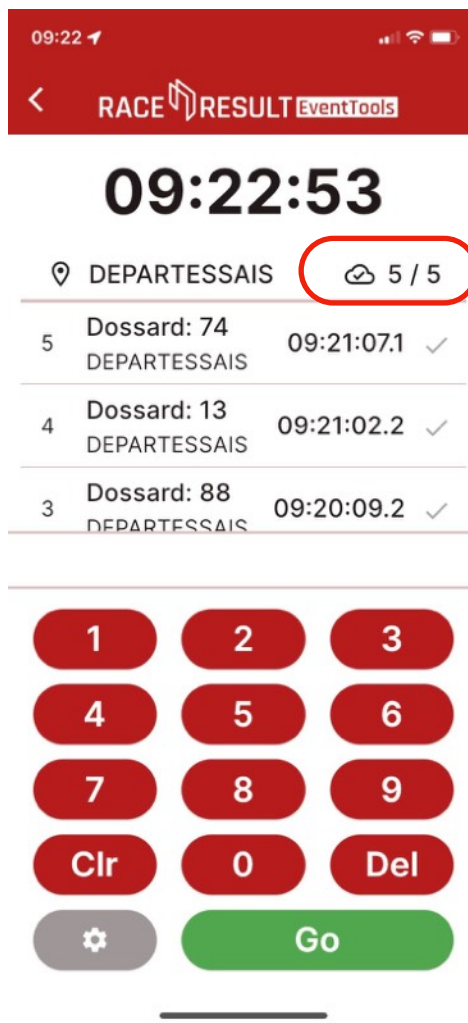 09:22
RACE RESULT EventTools
09:22:53
DEPARTESSAIS 5 / 5
5 Dossard: 74 09:21:07.1
DEPARTESSAIS
4 Dossard: 13 09:21:02.2
DEPARTESSAIS
3 Dossard: 88 09:20:09.2
DEPARTESSAIS
1 2 3
4 5 6
7 8 9
Clr 0 Del
Go